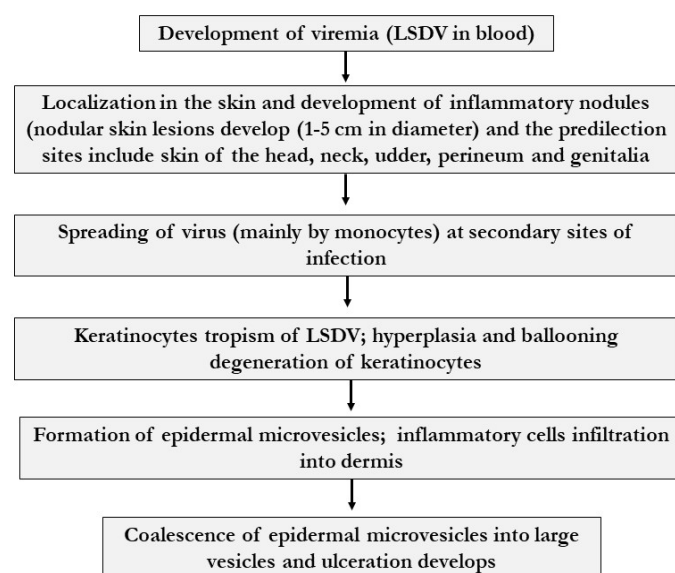 Development of viremia (LSDV in blood)
Localization in the skin and development of inflammatory nodules
(nodular skin lesions develop (1-5 cm in diameter) and the predilection
sites include skin of the head, neck, udder, perineum and genitalia
Spreading of virus (mainly by monocytes) at secondary sites of
infection
Keratinocytes tropism of LSDV; hyperplasia and ballooning
degeneration of keratinocytes
Formation of epidermal microvesicles; inflammatory cells infiltration
into dermis
Coalescence of epidermal microvesicles into large
vesicles and ulceration develops